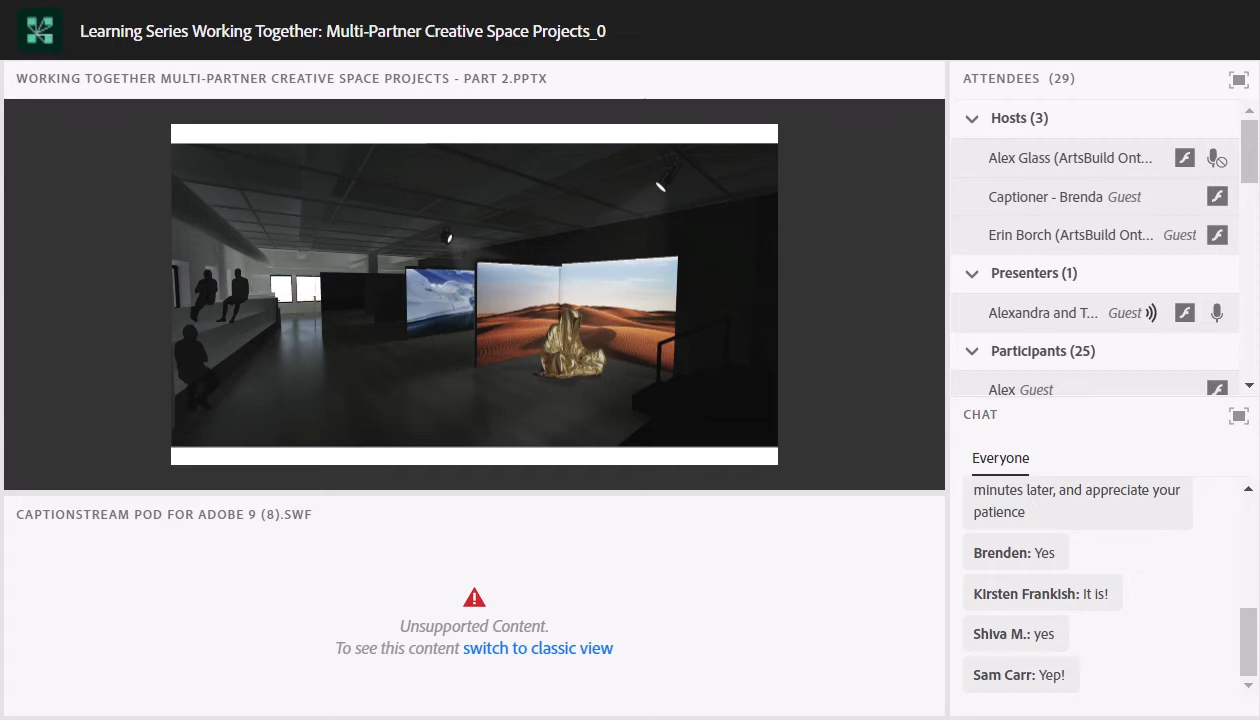 Learning Series Working Together: Multi-Partner Creative Space Projects_0
WORKING TOGETHER MULTI-PARTNER CREATIVE SPACE PROJECTS - PART 2.PPTX
ATTENDEES (29)
Hosts (3)
Alex Glass (ArtsBuild Ont...
Captioner - Brenda Guest
Erin Borch (ArtsBuild Ont... Guest
Presenters (1)
Alexandra and T... Guest
Participants (25)
Alex Guest
CHAT
Everyone
minutes later, and appreciate your
patience
Brenden: Yes
Kirsten Frankish: It is!
Shiva M.: yes
Sam Carr: Yep!
CAPTIONSTREAM POD FOR ADOBE 9 (8).SWF
Unsupported Content.
To see this content switch to classic view